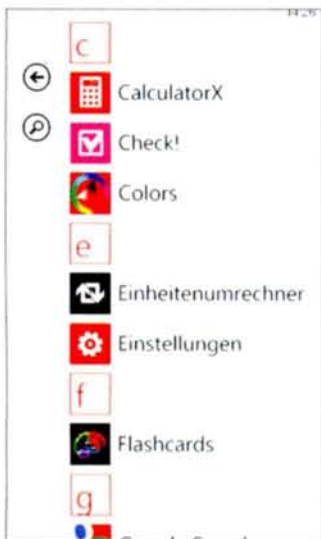 c
CalculatorX
Check!
Colors
e
Einheitenumrechner
Einstellungen
f
Flashcards
g